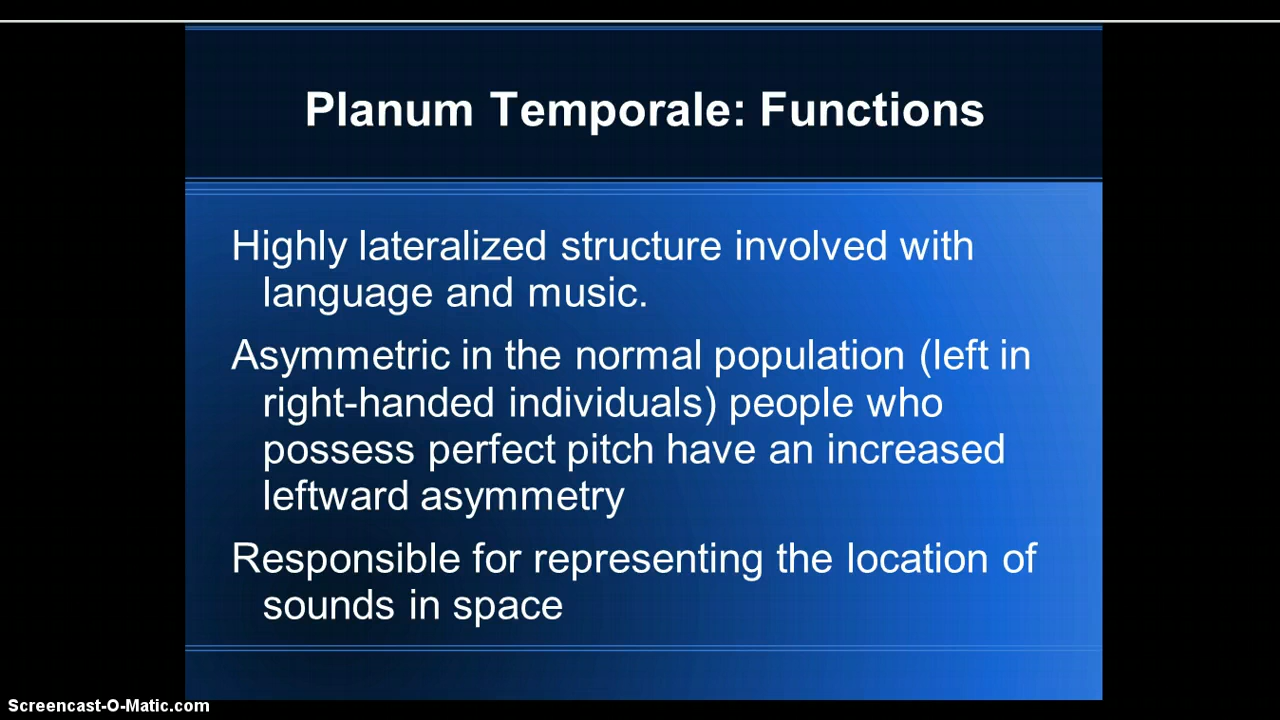 Planum Temporale: Functions
Highly lateralized structure involved with
language and music.
Asymmetric in the normal population (left in
right-handed individuals) people who
possess perfect pitch have an increased
leftward asymmetry
Responsible for representing the location of
sounds in space
Screencast-O-Matic.com